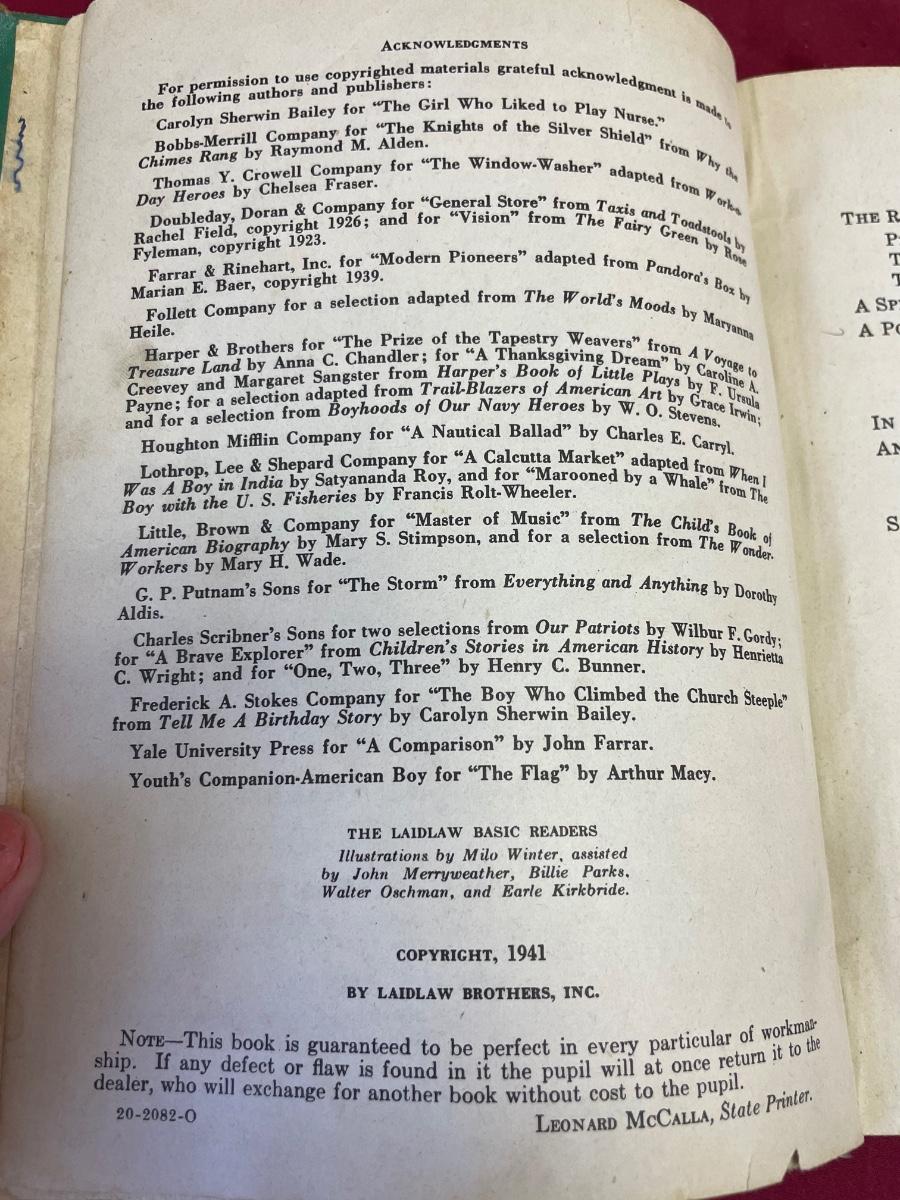 ACKNOWLEDGMENTS
For permission to use copyrighted materials grateful acknowledgment is made to
the following authors and publishers:
Carolyn Sherwin Bailey for "The Girl Who Liked to Play Nurse."
Bobbs-Merrill Company for "The Knights of the Silver Shield" from Why the
Chimes Rang by Raymond M. Alden.
Thomas Y. Crowell Company for "The Window-Washer" adapted from Work-a-
Day Heroes by Chelsea Fraser.
Doubleday, Doran & Company for "General Store" from Taxis and Toadstools by
Rachel Field, copyright 1926; and for "Vision" from The Fairy Green by Rose
Fyleman, copyright 1923.
Farrar & Rinehart, Inc. for "Modern Pioneers" adapted from Pandora's Box by
Marian E. Baer, copyright 1939.
Follett Company for a selection adapted from The World's Moods by Maryanna
Heile.
Harper & Brothers for "The Prize of the Tapestry Weavers" from A Voyage to
Treasure Land by Anna C. Chandler; for "A Thanksgiving Dream" by Caroline A.
Creevey and Margaret Sangster from Harper's Book of Little Plays by F. Ursula
Payne; for a selection adapted from Trail-Blazers of American Art by Grace Irwin;
and for a selection from Boyhoods of Our Navy Heroes by W. O. Stevens.
Houghton Mifflin Company for "A Nautical Ballad" by Charles E. Carryl.
Lothrop, Lee & Shepard Company for "A Calcutta Market" adapted from When I
Was A Boy in India by Satyananda Roy, and for "Marooned by a Whale" from The
Boy with the U. S. Fisheries by Francis Rolt-Wheeler.
Little, Brown & Company for "Master of Music" from The Child's Book of
American Biography by Mary S. Stimpson, and for a selection from The Wonder-
Workers by Mary H. Wade.
G. P. Putnam's Sons for "The Storm" from Everything and Anything by Dorothy
Aldis.
Charles Scribner's Sons for two selections from Our Patriots by Wilbur F. Gordy;
for "A Brave Explorer" from Children's Stories in American History by Henrietta
C. Wright; and for "One, Two, Three" by Henry C. Bunner.
Frederick A. Stokes Company for "The Boy Who Climbed the Church Steeple"
from Tell Me A Birthday Story by Carolyn Sherwin Bailey.
Yale University Press for "A Comparison" by John Farrar.
Youth's Companion-American Boy for "The Flag" by Arthur Macy.
THE LAIDLAW BASIC READERS
Illustrations by Milo Winter, assisted
by John Merryweather, Billie Parks,
Walter Oschman, and Earle Kirkbride.
COPYRIGHT, 1941
BY LAIDLAW BROTHERS, INC.
NOTE—This book is guaranteed to be perfect in every particular of workman-
ship. If any defect or flaw is found in it the pupil will at once return it to the
dealer, who will exchange for another book without cost to the pupil.
20-2082-O
LEONARD MCCALLA, State Printer.
THE R
P
T
T
A SP
A PO
IN
AN
S